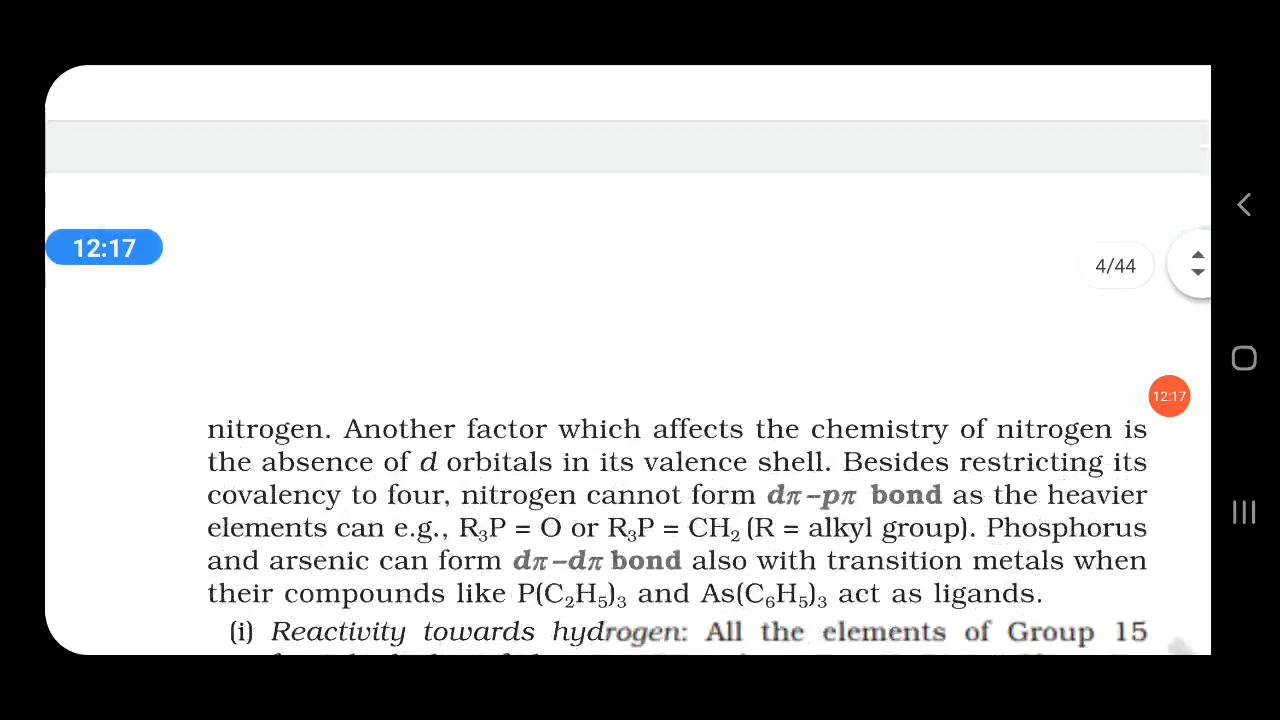 12:17
4/44
12:17
nitrogen. Another factor which affects the chemistry of nitrogen is
the absence of d orbitals in its valence shell. Besides restricting its
covalency to four, nitrogen cannot form dπ–pπ bond as the heavier
elements can e.g., R₃P = O or R₃P = CH₂ (R = alkyl group). Phosphorus
and arsenic can form dπ–dπ bond also with transition metals when
their compounds like P(C₂H₅)₃ and As(C₆H₅)₃ act as ligands.
(i) Reactivity towards hydrogen: All the elements of Group 15